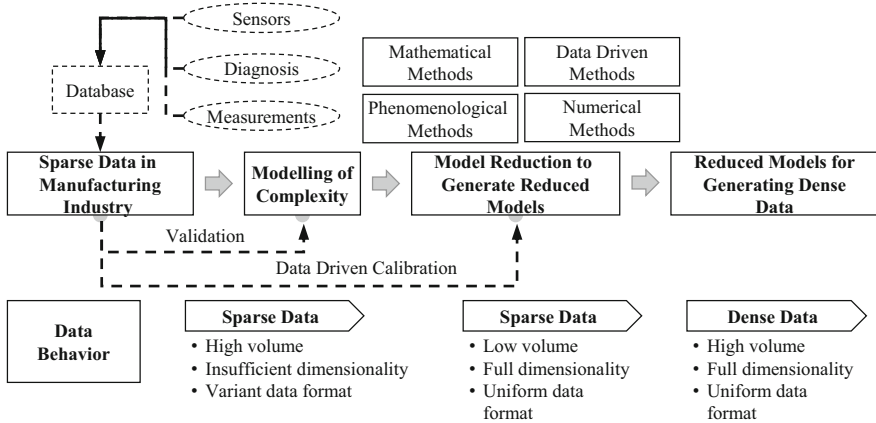 Sensors
Diagnosis
Measurements
Database
Mathematical
Methods
Data Driven
Methods
Phenomenological
Methods
Numerical
Methods
Sparse Data in
Manufacturing
Industry
Modelling of
Complexity
Model Reduction to
Generate Reduced
Models
Reduced Models for
Generating Dense
Data
Validation
Data Driven Calibration
Data
Behavior
Sparse Data
• High volume
• Insufficient dimensionality
• Variant data format
Sparse Data
• Low volume
• Full dimensionality
• Uniform data
format
Dense Data
• High volume
• Full dimensionality
• Uniform data
format